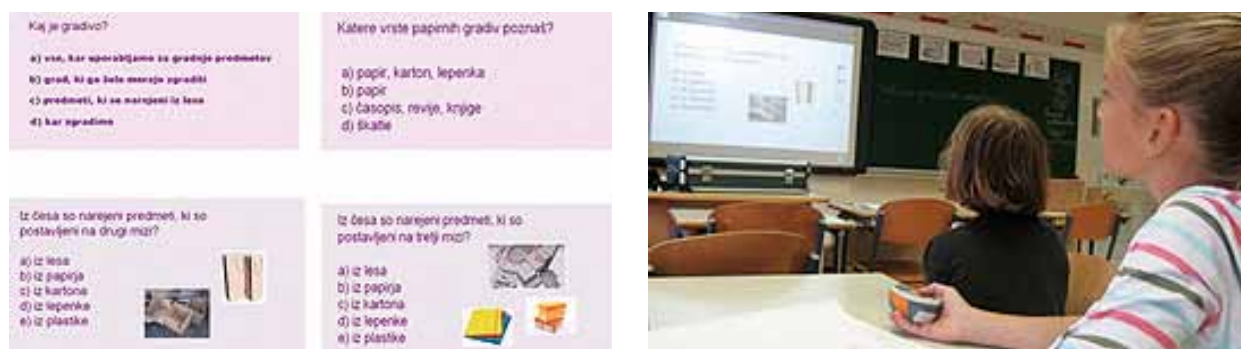 Kaj je gradivo?
a) vse, kar uporabljamo za gradnjo predmetov
b) grad, ki ga šele morajo zgraditi
c) predmeti, ki so narejeni iz lesa
d) kar zgradimo
Katere vrste papirnih gradiv poznaš?
a) papir, karton, lepenka
b) papir
c) časopis, revije, knjige
d) škatle
Iz česa so narejeni predmeti, ki so
postavljeni na drugi mizi?
a) iz lesa
b) iz papirja
c) iz kartona
d) iz lepenke
e) iz plastike
Iz česa so narejeni predmeti, ki so
postavljeni na tretji mizi?
a) iz lesa
b) iz papirja
c) iz kartona
d) iz lepenke
e) iz plastike